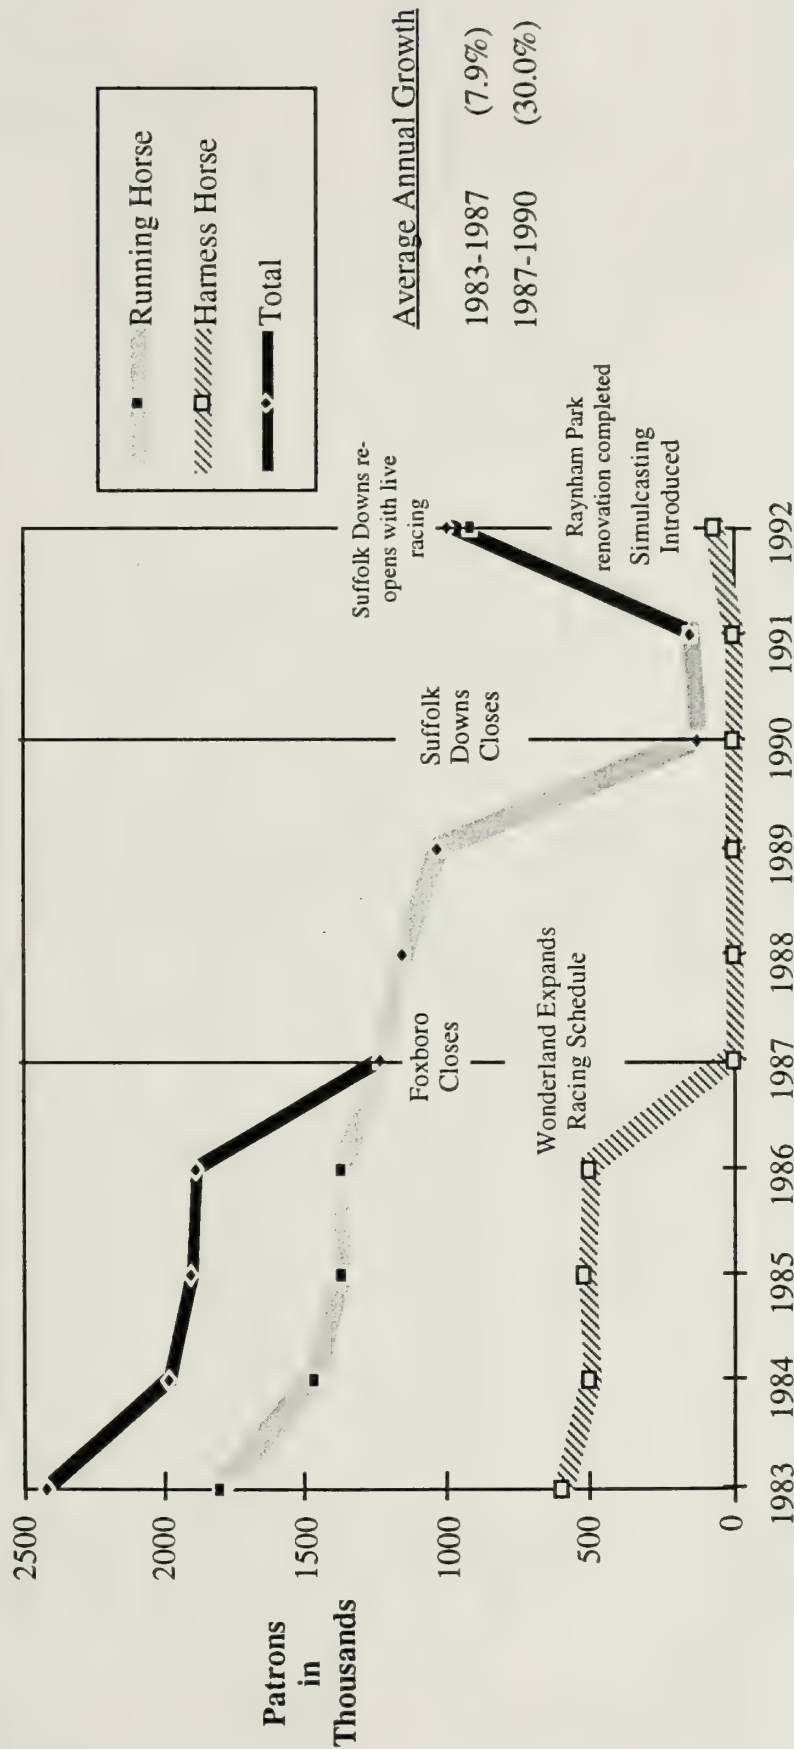 Running Horse
Harness Horse
Total
Average Annual Growth
1983-1987 (7.9%)
1987-1990 (30.0%)
Patrons
in
Thousands
2500
2000
1500
1000
500
0
Foxboro
Closes
Wonderland Expands
Racing Schedule
Suffolk
Downs
Closes
Suffolk Downs re-
opens with live
racing
Raynham Park
renovation completed
Simulcasting
Introduced
1983 1984 1985 1986 1987 1988 1989 1990 1991 1992